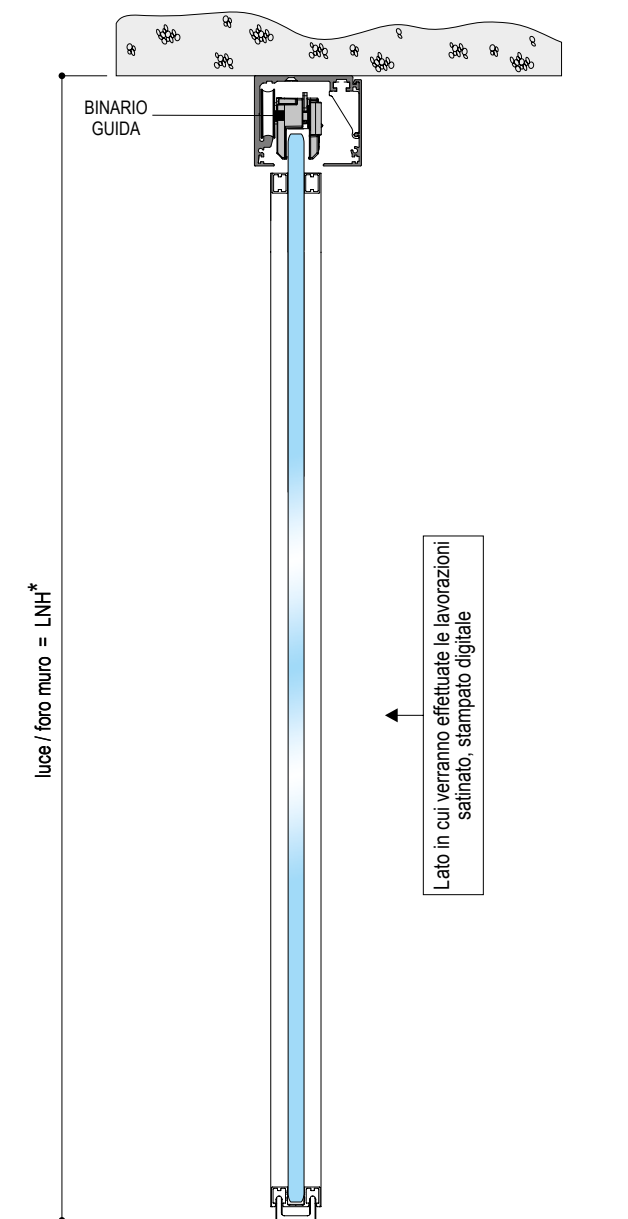 BINARIO
GUIDA
luce / foro muro = LNH*
Lato in cui verranno effettuate le lavorazioni
satinato, stampato digitale